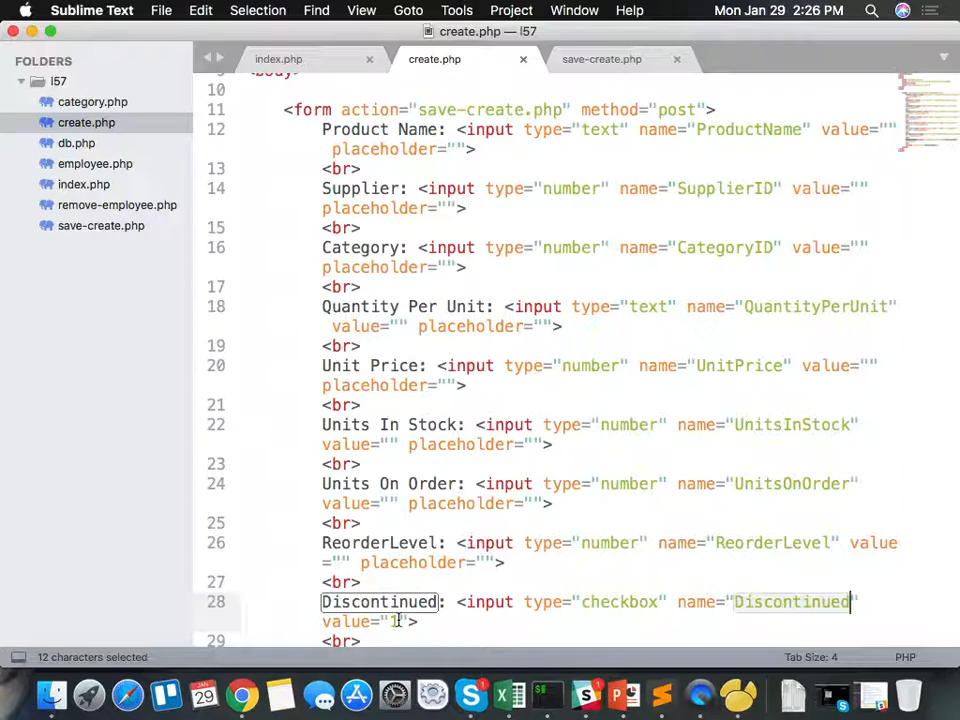 Sublime Text File Edit Selection Find View Goto Tools Project Window Help Mon Jan 29 2:26 PM
create.php — l57
FOLDERS
l57
category.php
create.php
db.php
employee.php
index.php
remove-employee.php
save-create.php
index.php create.php save-create.php
<body>
10
11 <form action="save-create.php" method="post">
12 Product Name: <input type="text" name="ProductName" value=""
placeholder="">
13 <br>
14 Supplier: <input type="number" name="SupplierID" value=""
placeholder="">
15 <br>
16 Category: <input type="number" name="CategoryID" value=""
placeholder="">
17 <br>
18 Quantity Per Unit: <input type="text" name="QuantityPerUnit"
value="" placeholder="">
19 <br>
20 Unit Price: <input type="number" name="UnitPrice" value=""
placeholder="">
21 <br>
22 Units In Stock: <input type="number" name="UnitsInStock"
value="" placeholder="">
23 <br>
24 Units On Order: <input type="number" name="UnitsOnOrder"
value="" placeholder="">
25 <br>
26 ReorderLevel: <input type="number" name="ReorderLevel" value
="" placeholder="">
27 <br>
28 Discontinued: <input type="checkbox" name="Discontinued"
value="1">
29 <br>
12 characters selected Tab Size: 4 PHP